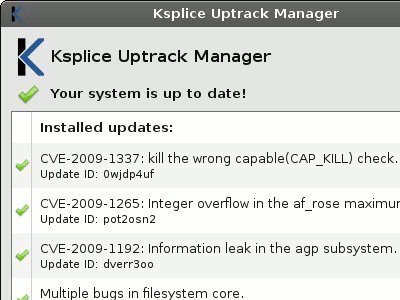 Ksplice Uptrack Manager
Ksplice Uptrack Manager
Your system is up to date!
Installed updates:
CVE-2009-1337: kill the wrong capable(CAP_KILL) check.
Update ID: 0wjdp4uf
CVE-2009-1265: Integer overflow in the af_rose maximum
Update ID: pot2osn2
CVE-2009-1192: Information leak in the agp subsystem.
Update ID: dverr3oo
Multiple bugs in filesystem core.